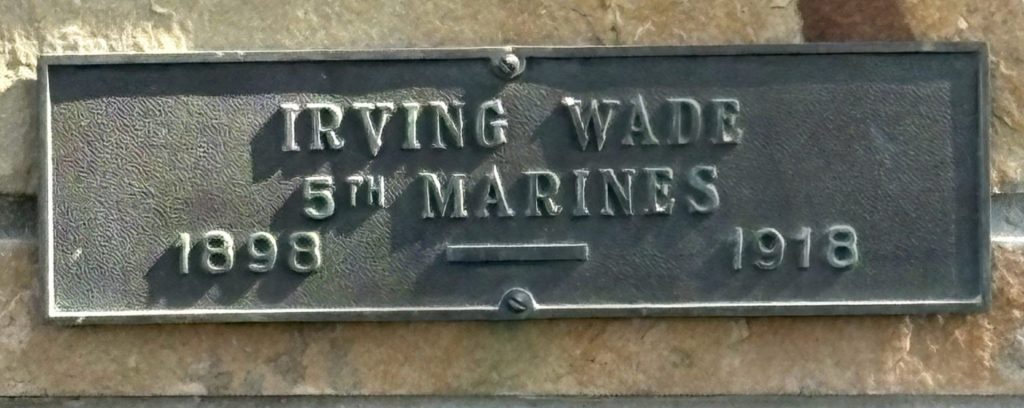 IRVING WADE
5TH MARINES
1898 — 1918